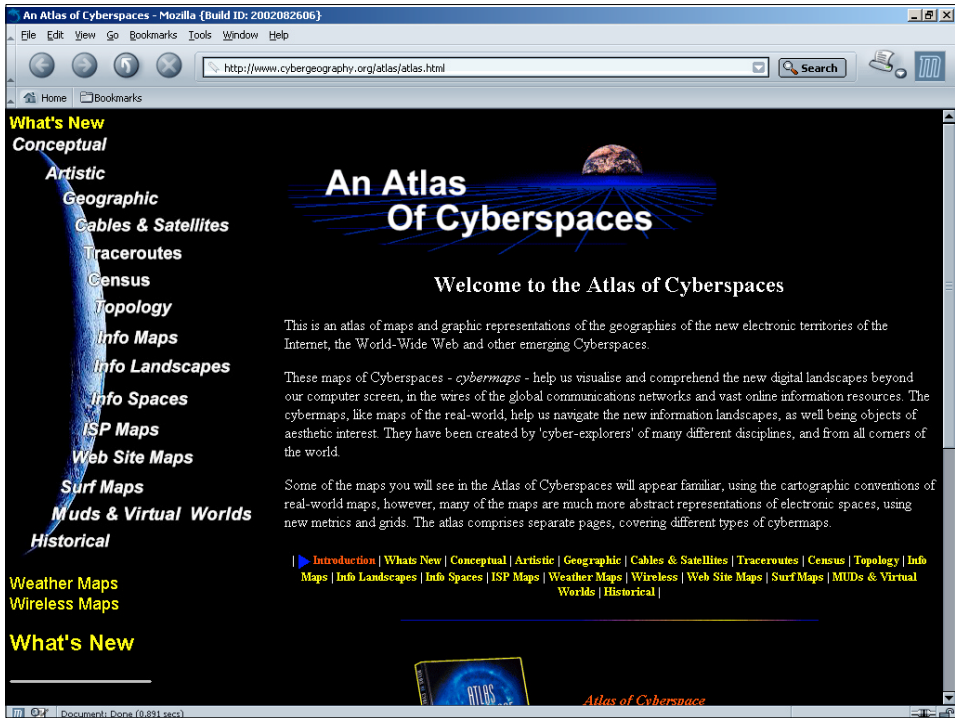 An Atlas of Cyberspaces - Mozilla {Build ID: 2002082606}
File Edit View Go Bookmarks Tools Window Help
http://www.cybergeography.org/atlas/atlas.html
Search
Home Bookmarks
What's New
Conceptual
Artistic
Geographic
Cables & Satellites
Traceroutes
Census
Topology
Info Maps
Info Landscapes
Info Spaces
ISP Maps
Web Site Maps
Surf Maps
Muds & Virtual Worlds
Historical
Weather Maps
Wireless Maps
What's New
An Atlas
Of Cyberspaces
Welcome to the Atlas of Cyberspaces
This is an atlas of maps and graphic representations of the geographies of the new electronic territories of the
Internet, the World-Wide Web and other emerging Cyberspaces.
These maps of Cyberspaces - cybermaps - help us visualise and comprehend the new digital landscapes beyond
our computer screen, in the wires of the global communications networks and vast online information resources. The
cybermaps, like maps of the real-world, help us navigate the new information landscapes, as well being objects of
aesthetic interest. They have been created by 'cyber-explorers' of many different disciplines, and from all corners of
the world.
Some of the maps you will see in the Atlas of Cyberspaces will appear familiar, using the cartographic conventions of
real-world maps, however, many of the maps are much more abstract representations of electronic spaces, using
new metrics and grids. The atlas comprises separate pages, covering different types of cybermaps.
| Introduction | Whats New | Conceptual | Artistic | Geographic | Cables & Satellites | Traceroutes | Census | Topology | Info
Maps | Info Landscapes | Info Spaces | ISP Maps | Weather Maps | Wireless | Web Site Maps | Surf Maps | MUDs & Virtual
Worlds | Historical |
ATLAS
Atlas of Cyberspace
Document: Done (0.891 secs)